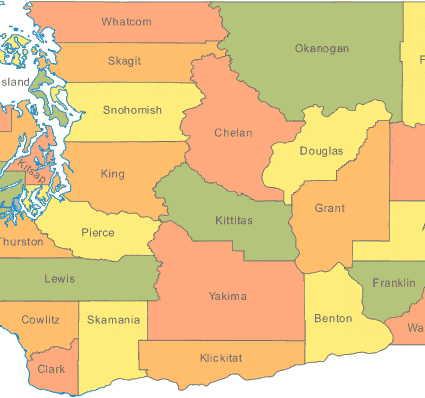 Whatcom
Okanogan
F
Skagit
sland
Snohomish
Chelan
Douglas
Kitsap
King
Kittitas
Grant
Pierce
A
Thurston
Lewis
Franklin
Yakima
Cowlitz
Skamania
Benton
Wa
Klickitat
Clark